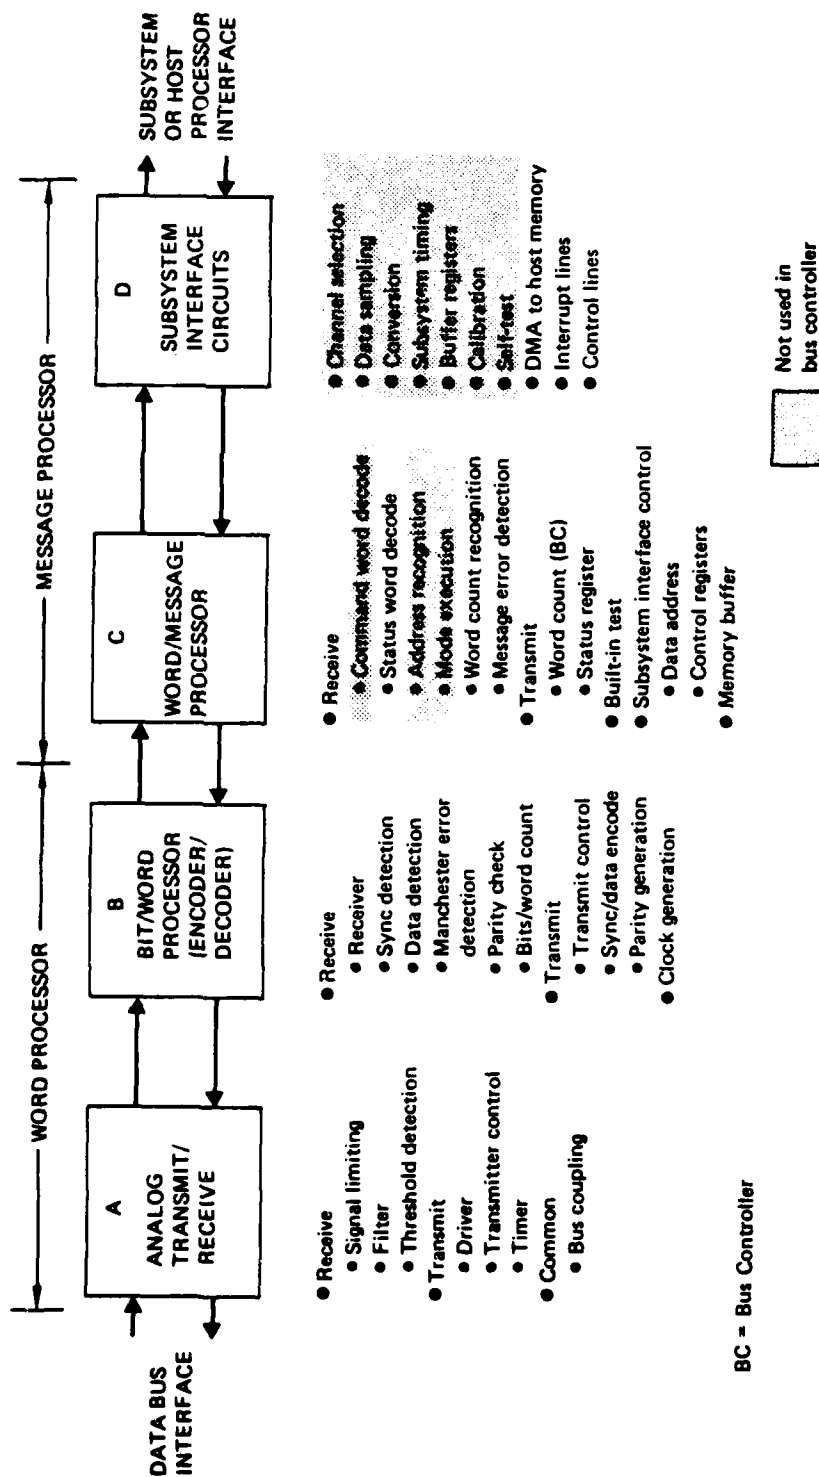 WORD PROCESSOR
MESSAGE PROCESSOR
DATA BUS
INTERFACE
A
ANALOG
TRANSMIT/
RECEIVE
B
BIT/WORD
PROCESSOR
(ENCODER/
DECODER)
C
WORD/MESSAGE
PROCESSOR
D
SUBSYSTEM
INTERFACE
CIRCUITS
SUBSYSTEM
OR HOST
PROCESSOR
INTERFACE
● Receive
● Signal limiting
● Filter
● Threshold detection
● Transmit
● Driver
● Transmitter control
● Timer
● Common
● Bus coupling
● Receive
● Receiver
● Sync detection
● Data detection
● Manchester error
detection
● Parity check
● Bits/word count
● Transmit
● Transmit control
● Sync/data encode
● Parity generation
● Clock generation
● Receive
● Command word decode
● Status word decode
● Address recognition
● Mode execution
● Word count recognition
● Message error detection
● Transmit
● Word count (BC)
● Status register
● Built-in test
● Subsystem interface control
● Data address
● Control registers
● Memory buffer
● Channel selection
● Data sampling
● Conversion
● Subsystem timing
● Buffer registers
● Calibration
● Self-test
● DMA to host memory
● Interrupt lines
● Control lines
BC = Bus Controller
Not used in
bus controller